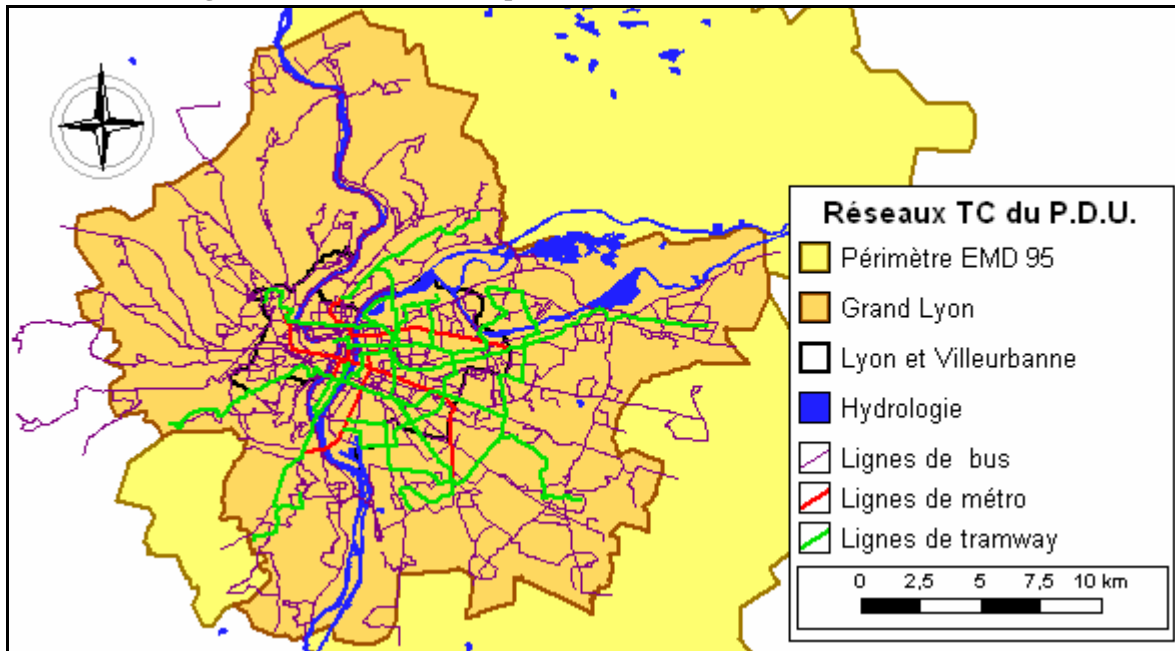 Réseaux TC du P.D.U.
Périmètre EMD 95
Grand Lyon
Lyon et Villeurbanne
Hydrologie
Lignes de bus
Lignes de métro
Lignes de tramway
0 2,5 5 7,5 10 km